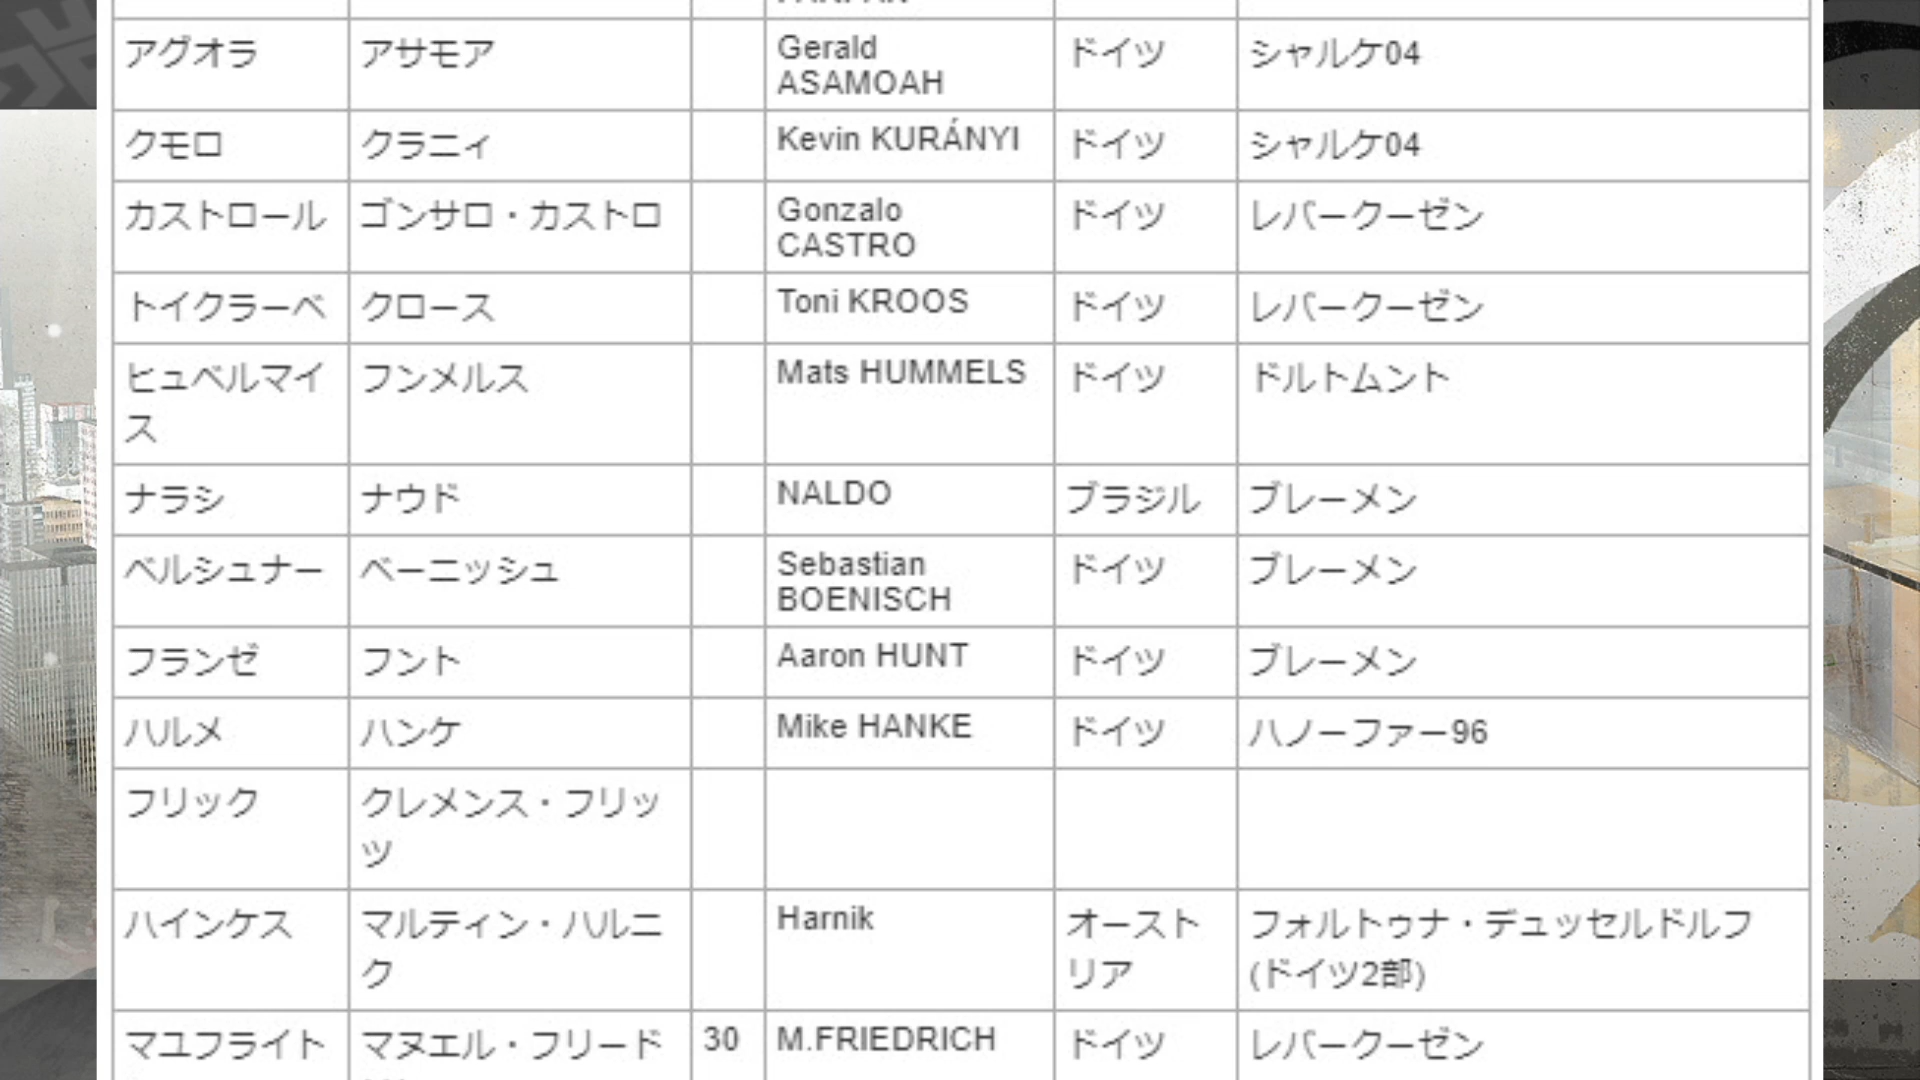 アグオラ アサモア Gerald ASAMOAH ドイツ シャルケ04
クモロ クラニィ Kevin KURÁNYI ドイツ シャルケ04
カストロール ゴンサロ・カストロ Gonzalo CASTRO ドイツ レバークーゼン
トイクラーベ クロース Toni KROOS ドイツ レバークーゼン
ヒュベルマイス フンメルス Mats HUMMELS ドイツ ドルトムント
ナラシ ナウド NALDO ブラジル ブレーメン
ベルシュナー ベーニッシュ Sebastian BOENISCH ドイツ ブレーメン
フランゼ フント Aaron HUNT ドイツ ブレーメン
ハルメ ハンケ Mike HANKE ドイツ ハノーファー96
フリック クレメンス・フリッツ
ハインケス マルティン・ハルニク Harnik オーストリア フォルトゥナ・デュッセルドルフ(ドイツ2部)
マユフライト マヌエル・フリード 30 M.FRIEDRICH ドイツ レバークーゼン